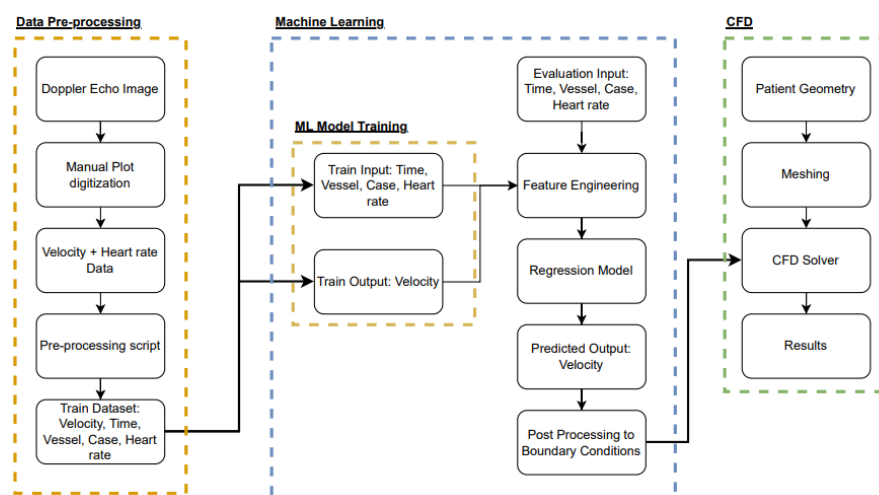 Data Pre-processing
Doppler Echo Image
Manual Plot
digitization
Velocity + Heart rate
Data
Pre-processing script
Train Dataset:
Velocity, Time,
Vessel, Case, Heart
rate
Machine Learning
ML Model Training
Train Input: Time,
Vessel, Case, Heart
rate
Train Output: Velocity
Evaluation Input:
Time, Vessel, Case,
Heart rate
Feature Engineering
Regression Model
Predicted Output:
Velocity
Post Processing to
Boundary Conditions
CFD
Patient Geometry
Meshing
CFD Solver
Results